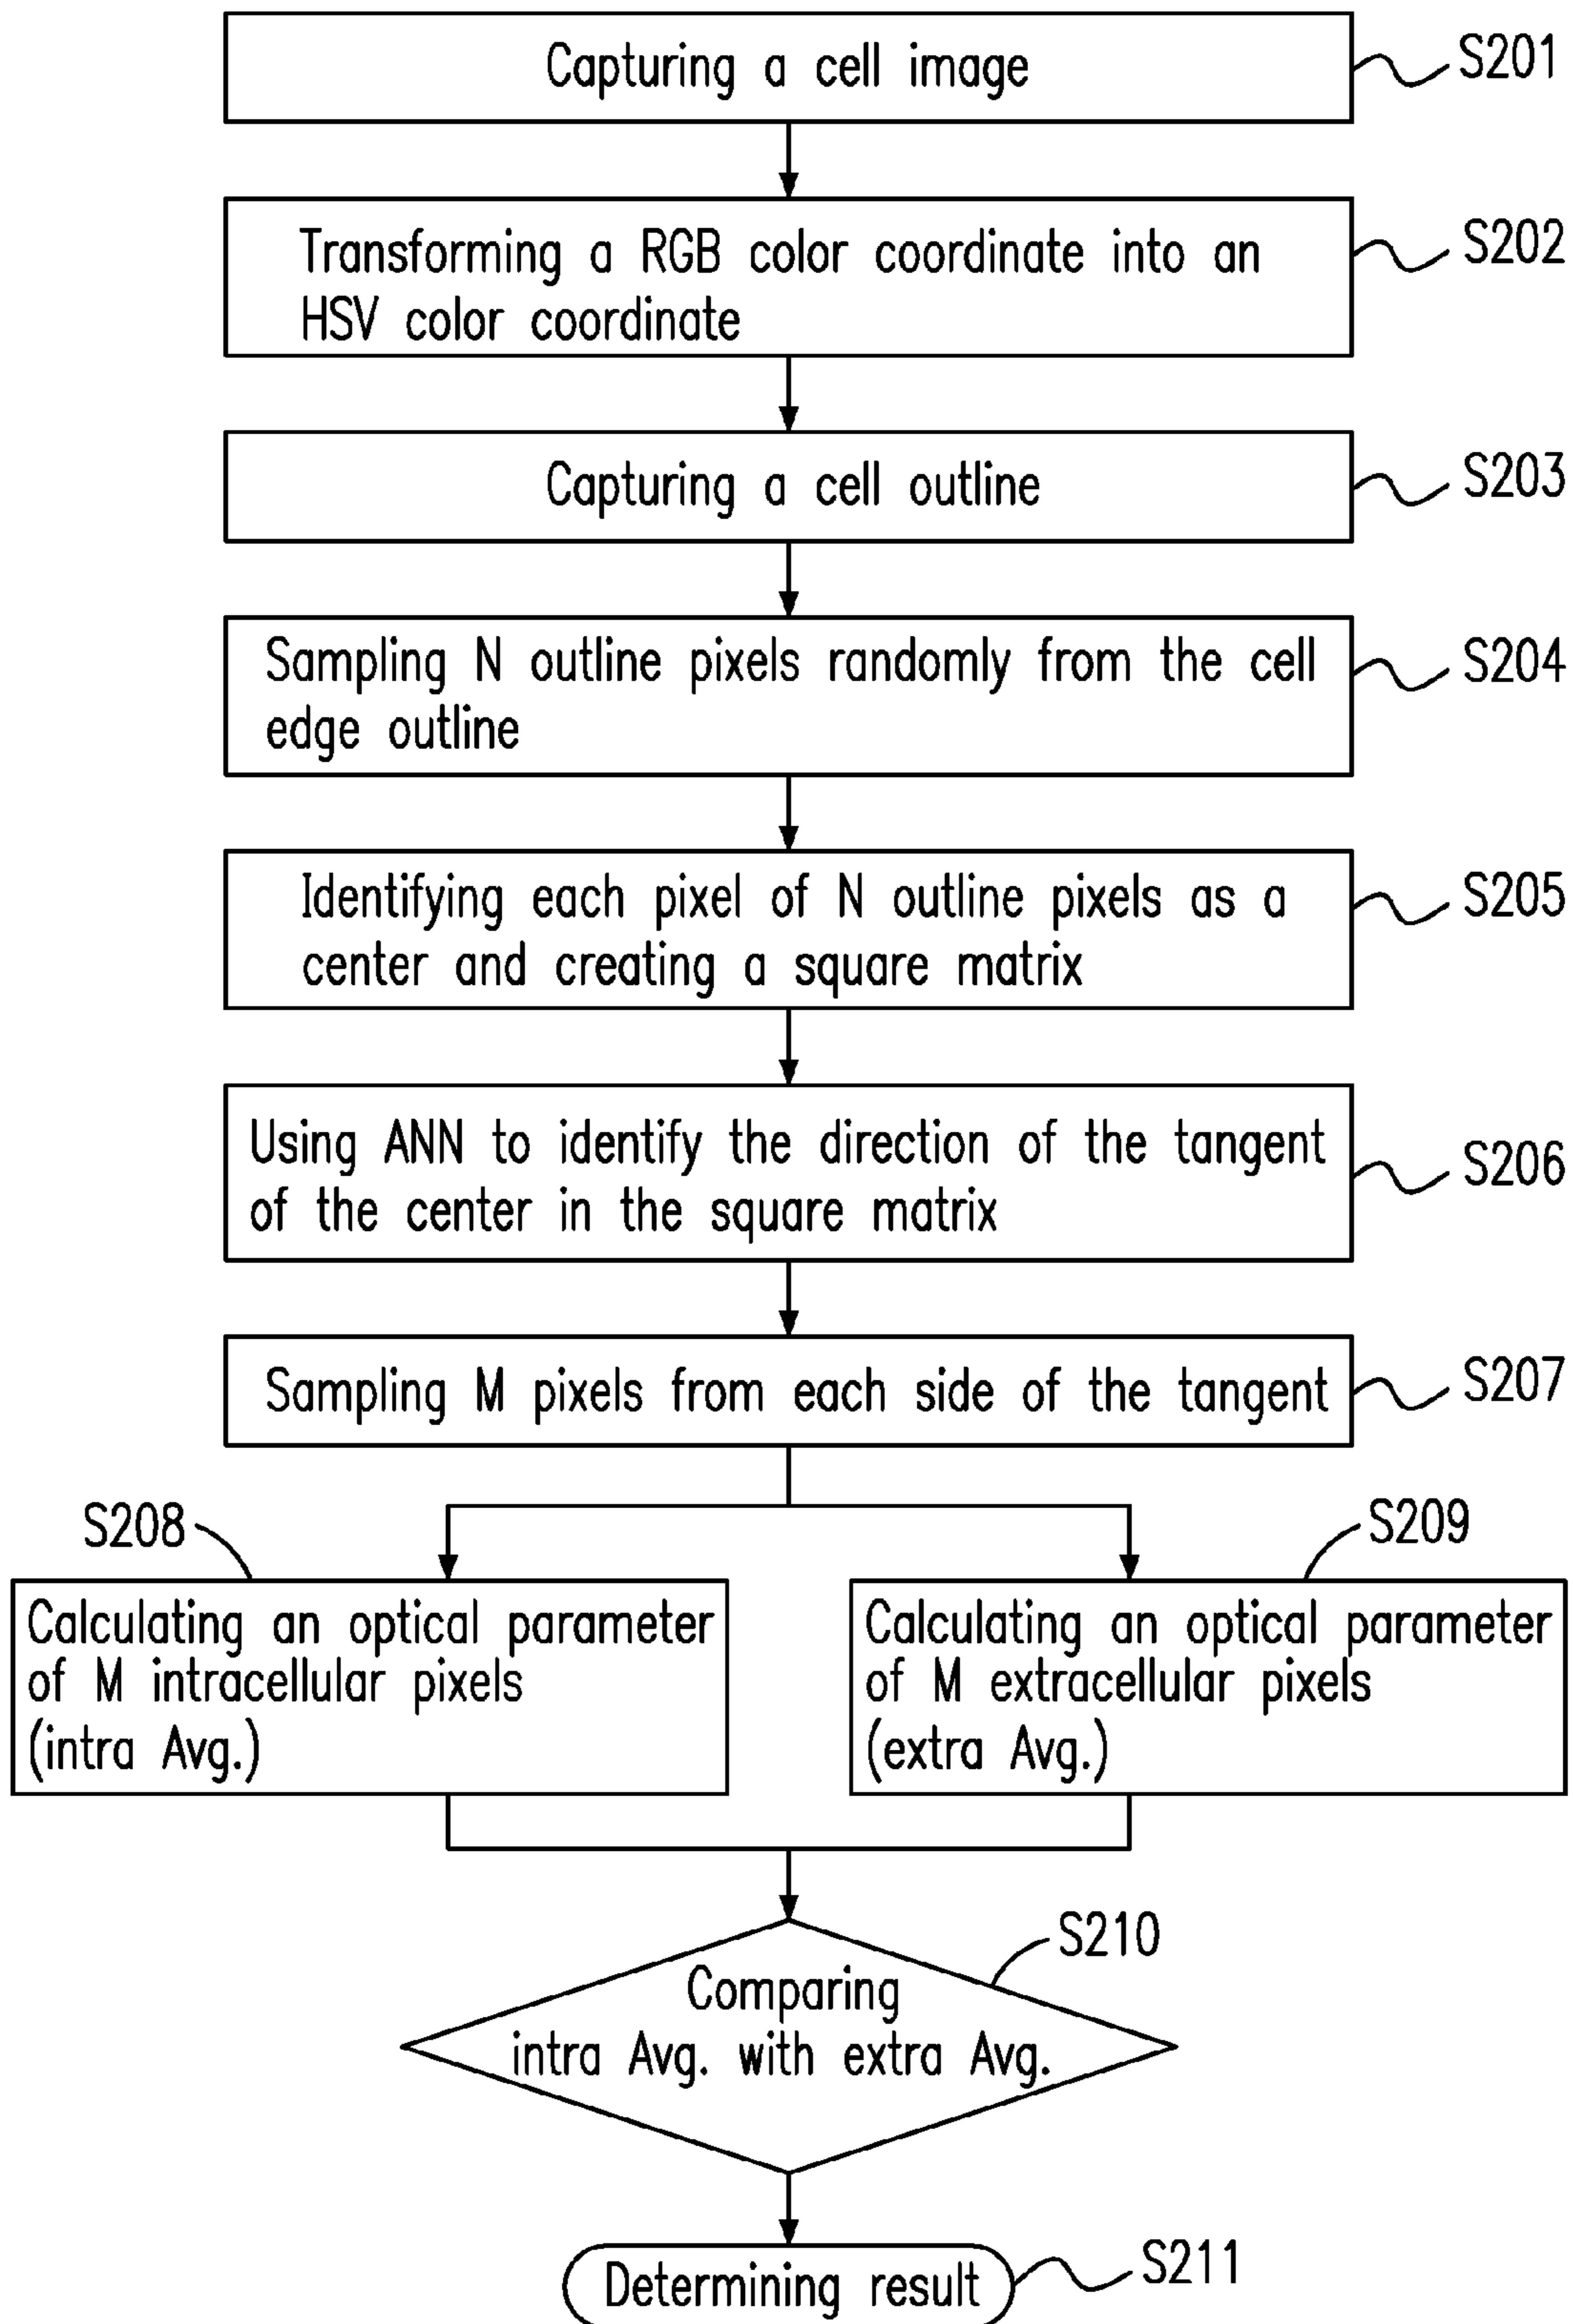 Capturing a cell image
S201
Transforming a RGB color coordinate into an
HSV color coordinate
S202
Capturing a cell outline
S203
Sampling N outline pixels randomly from the cell
edge outline
S204
Identifying each pixel of N outline pixels as a
center and creating a square matrix
S205
Using ANN to identify the direction of the tangent
of the center in the square matrix
S206
Sampling M pixels from each side of the tangent
S207
S208
Calculating an optical parameter
of M intracellular pixels
(intra Avg.)
S209
Calculating an optical parameter
of M extracellular pixels
(extra Avg.)
S210
Comparing
intra Avg. with extra Avg.
Determining result
S211